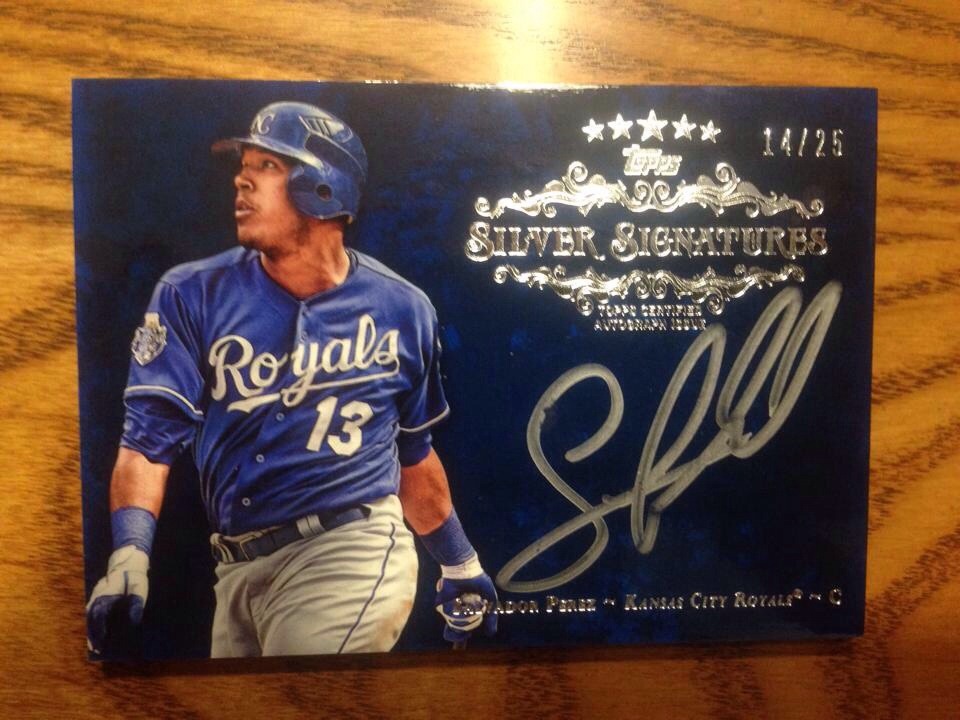 14/25
Topps
SILVER SIGNATURES
TOPPS CERTIFIED
AUTOGRAPH ISSUE
KC
Royals
13
SALVADOR PEREZ ~ KANSAS CITY ROYALS® ~ C